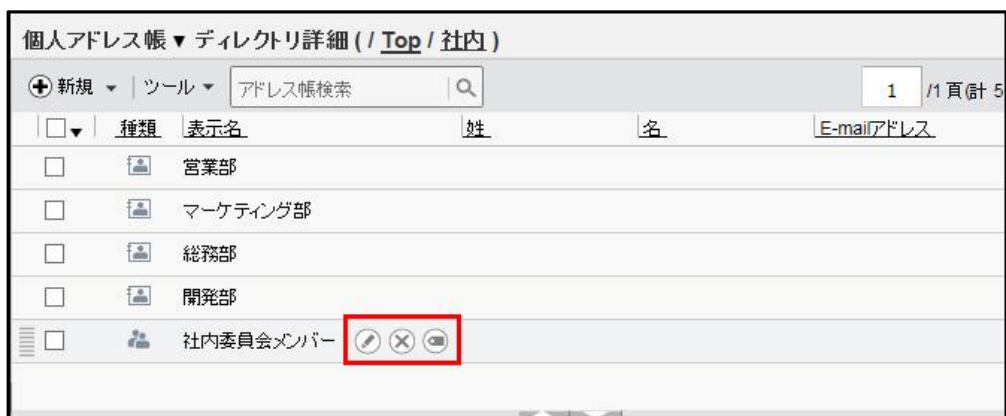 個人アドレス帳▼ディレクトリ詳細 ( / Top / 社内 )
新規 ▼ | ツール ▼ アドレス帳検索 1 /1 頁(計 5
種類 表示名 姓 名 E-mailアドレス
営業部
マーケティング部
総務部
開発部
社内委員会メンバー